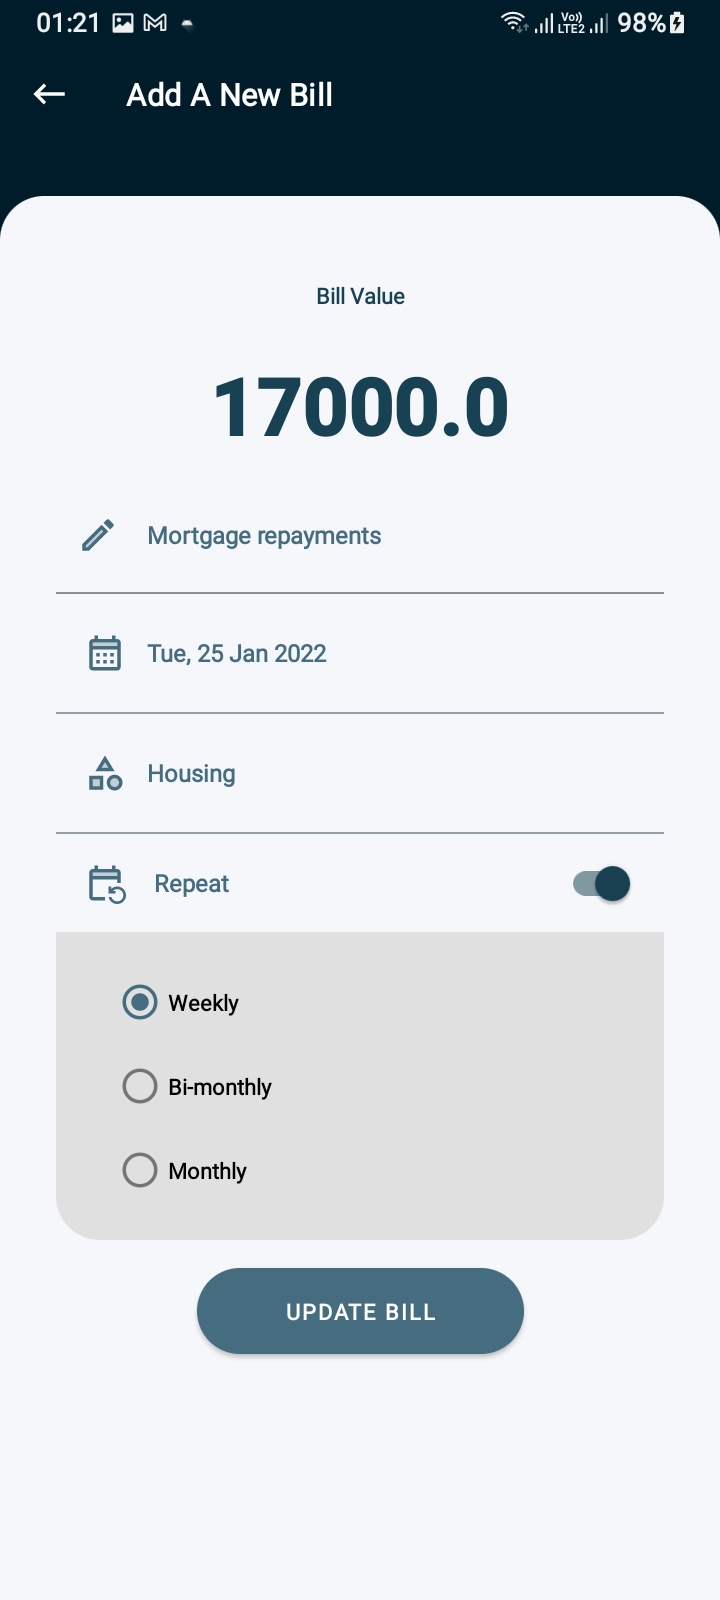 01:21 Vo)) LTE2 98%
Add A New Bill
Bill Value
17000.0
Mortgage repayments
Tue, 25 Jan 2022
Housing
Repeat
Weekly
Bi-monthly
Monthly
UPDATE BILL